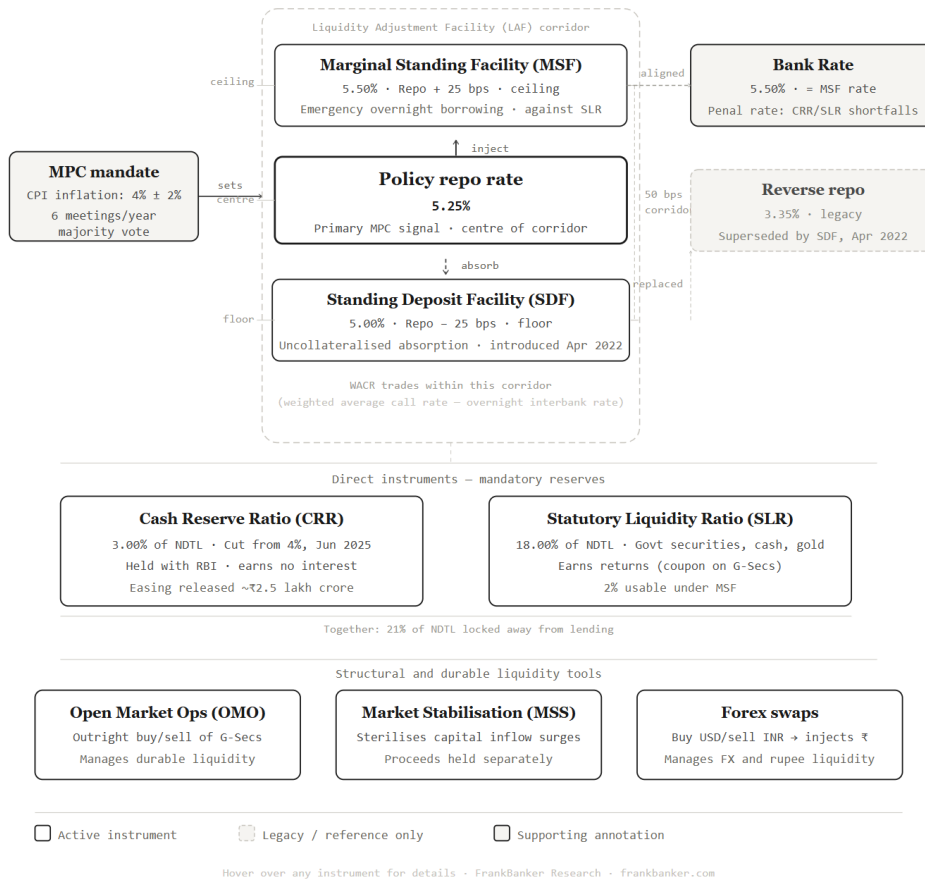 Liquidity Adjustment Facility (LAF) corridor
Marginal Standing Facility (MSF)
5.50% · Repo + 25 bps · ceiling
Emergency overnight borrowing · against SLR
ceiling
aligned
Bank Rate
5.50% · = MSF rate
Penal rate: CRR/SLR shortfalls
inject
MPC mandate
CPI inflation: 4% ± 2%
6 meetings/year
majority vote
sets
centre
Policy repo rate
5.25%
Primary MPC signal · centre of corridor
50 bps
corrido
Reverse repo
3.35% · legacy
Superseded by SDF, Apr 2022
absorb
replaced
floor
Standing Deposit Facility (SDF)
5.00% · Repo − 25 bps · floor
Uncollateralised absorption · introduced Apr 2022
WACR trades within this corridor
(weighted average call rate — overnight interbank rate)
Direct instruments — mandatory reserves
Cash Reserve Ratio (CRR)
3.00% of NDTL · Cut from 4%, Jun 2025
Held with RBI · earns no interest
Easing released ~₹2.5 lakh crore
Statutory Liquidity Ratio (SLR)
18.00% of NDTL · Govt securities, cash, gold
Earns returns (coupon on G-Secs)
2% usable under MSF
Together: 21% of NDTL locked away from lending
Structural and durable liquidity tools
Open Market Ops (OMO)
Outright buy/sell of G-Secs
Manages durable liquidity
Market Stabilisation (MSS)
Sterilises capital inflow surges
Proceeds held separately
Forex swaps
Buy USD/sell INR → injects ₹
Manages FX and rupee liquidity
Active instrument
Legacy / reference only
Supporting annotation
Hover over any instrument for details · FrankBanker Research · frankbanker.com